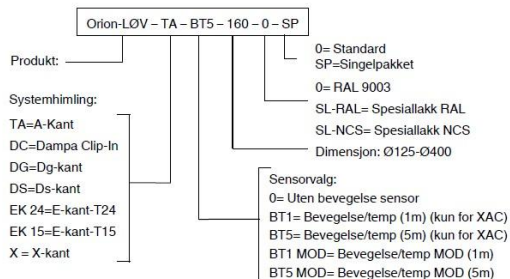 Orion-LØV – TA – BT5 – 160 – 0 – SP
Produkt:
0= Standard
SP=Singelpakket
0= RAL 9003
SL-RAL= Spesiallakk RAL
SL-NCS= Spesiallakk NCS
Dimensjon: Ø125-Ø400
Systemhimling:
TA=A-Kant
DC=Dampa Clip-In
DG=Dg-kant
DS=Ds-kant
EK 24=E-kant-T24
EK 15=E-kant-T15
X = X-kant
Sensorvalg:
0= Uten bevegelse sensor
BT1= Bevegelse/temp (1m) (kun for XAC)
BT5= Bevegelse/temp (5m) (kun for XAC)
BT1 MOD= Bevegelse/temp MOD (1m)
BT5 MOD= Bevegelse/temp MOD (5m)